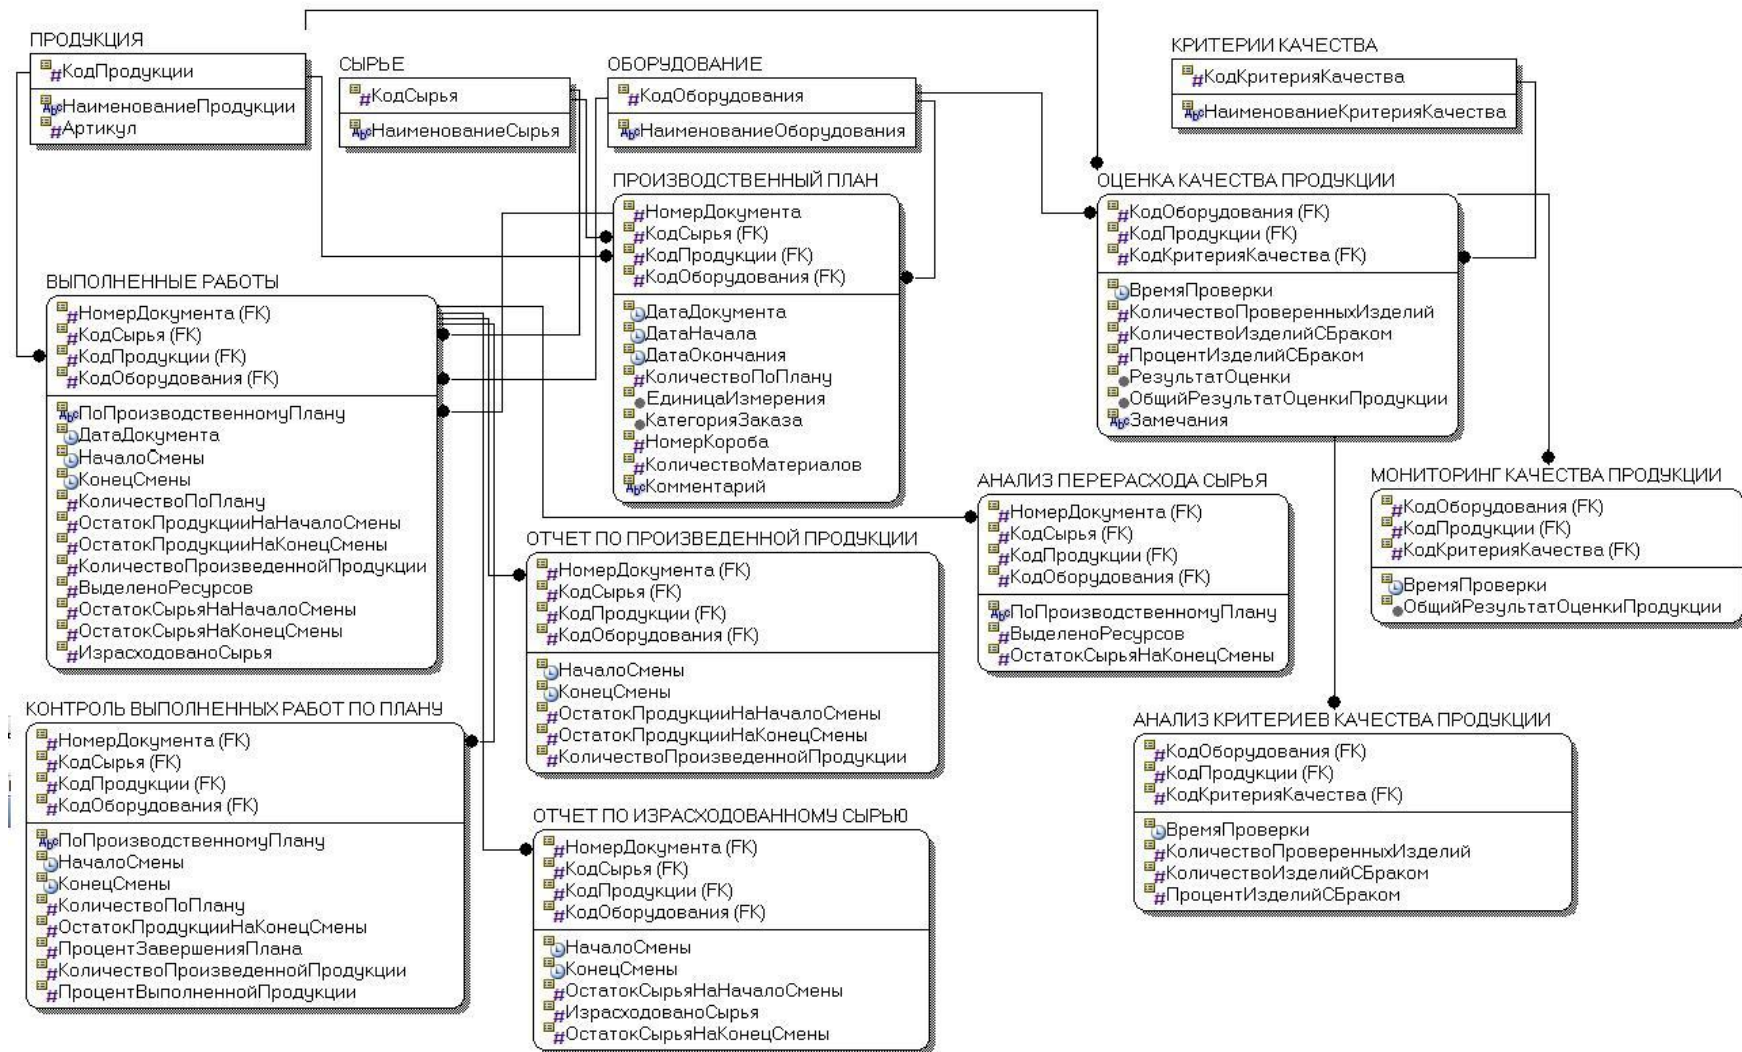 ПРОДУКЦИЯ
#КодПродукции
НаименованиеПродукции
#Артикул
СЫРЬЕ
#КодСырья
НаименованиеСырья
ОБОРУДОВАНИЕ
#КодОборудования
НаименованиеОборудования
КРИТЕРИИ КАЧЕСТВА
#КодКритерияКачества
НаименованиеКритерияКачества
ПРОИЗВОДСТВЕННЫЙ ПЛАН
#НомерДокумента
#КодСырья (FK)
#КодПродукции (FK)
#КодОборудования (FK)
ДатаДокумента
ДатаНачала
ДатаОкончания
#КоличествоПоПлану
ЕдиницаИзмерения
КатегорияЗаказа
#НомерКороба
#КоличествоМатериалов
Комментарий
ОЦЕНКА КАЧЕСТВА ПРОДУКЦИИ
#КодОборудования (FK)
#КодПродукции (FK)
#КодКритерияКачества (FK)
ВремяПроверки
#КоличествоПроверенныхИзделий
#КоличествоИзделийСБраком
#ПроцентИзделийСБраком
РезультатОценки
ОбщийРезультатОценкиПродукции
Замечания
ВЫПОЛНЕННЫЕ РАБОТЫ
#НомерДокумента (FK)
#КодСырья (FK)
#КодПродукции (FK)
#КодОборудования (FK)
ПоПроизводственномуПлану
ДатаДокумента
НачалоСмены
КонецСмены
#КоличествоПоПлану
#ОстатокПродукцииНаНачалоСмены
#ОстатокПродукцииНаКонецСмены
#КоличествоПроизведеннойПродукции
#ВыделеноРесурсов
#ОстатокСырьяНаНачалоСмены
#ОстатокСырьяНаКонецСмены
#ИзрасходованоСырья
АНАЛИЗ ПЕРЕРАСХОДА СЫРЬЯ
#НомерДокумента (FK)
#КодСырья (FK)
#КодПродукции (FK)
#КодОборудования (FK)
ПоПроизводственномуПлану
#ВыделеноРесурсов
#ОстатокСырьяНаКонецСмены
МОНИТОРИНГ КАЧЕСТВА ПРОДУКЦИИ
#КодОборудования (FK)
#КодПродукции (FK)
#КодКритерияКачества (FK)
ВремяПроверки
ОбщийРезультатОценкиПродукции
ОТЧЕТ ПО ПРОИЗВЕДЕННОЙ ПРОДУКЦИИ
#НомерДокумента (FK)
#КодСырья (FK)
#КодПродукции (FK)
#КодОборудования (FK)
НачалоСмены
КонецСмены
#ОстатокПродукцииНаНачалоСмены
#ОстатокПродукцииНаКонецСмены
#КоличествоПроизведеннойПродукции
КОНТРОЛЬ ВЫПОЛНЕННЫХ РАБОТ ПО ПЛАНУ
#НомерДокумента (FK)
#КодСырья (FK)
#КодПродукции (FK)
#КодОборудования (FK)
ПоПроизводственномуПлану
НачалоСмены
КонецСмены
#КоличествоПоПлану
#ОстатокПродукцииНаКонецСмены
#ПроцентЗавершенияПлана
#КоличествоПроизведеннойПродукции
#ПроцентВыполненнойПродукции
АНАЛИЗ КРИТЕРИЕВ КАЧЕСТВА ПРОДУКЦИИ
#КодОборудования (FK)
#КодПродукции (FK)
#КодКритерияКачества (FK)
ВремяПроверки
#КоличествоПроверенныхИзделий
#КоличествоИзделийСБраком
#ПроцентИзделийСБраком
ОТЧЕТ ПО ИЗРАСХОДОВАННОМУ СЫРЬЮ
#НомерДокумента (FK)
#КодСырья (FK)
#КодПродукции (FK)
#КодОборудования (FK)
НачалоСмены
КонецСмены
#ОстатокСырьяНаНачалоСмены
#ИзрасходованоСырья
#ОстатокСырьяНаКонецСмены